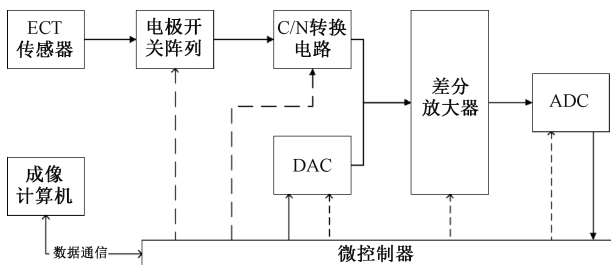 ECT
传感器
电极开
关阵列
C/N转换
电路
差分
放大器
ADC
DAC
成像
计算机
数据通信
微控制器